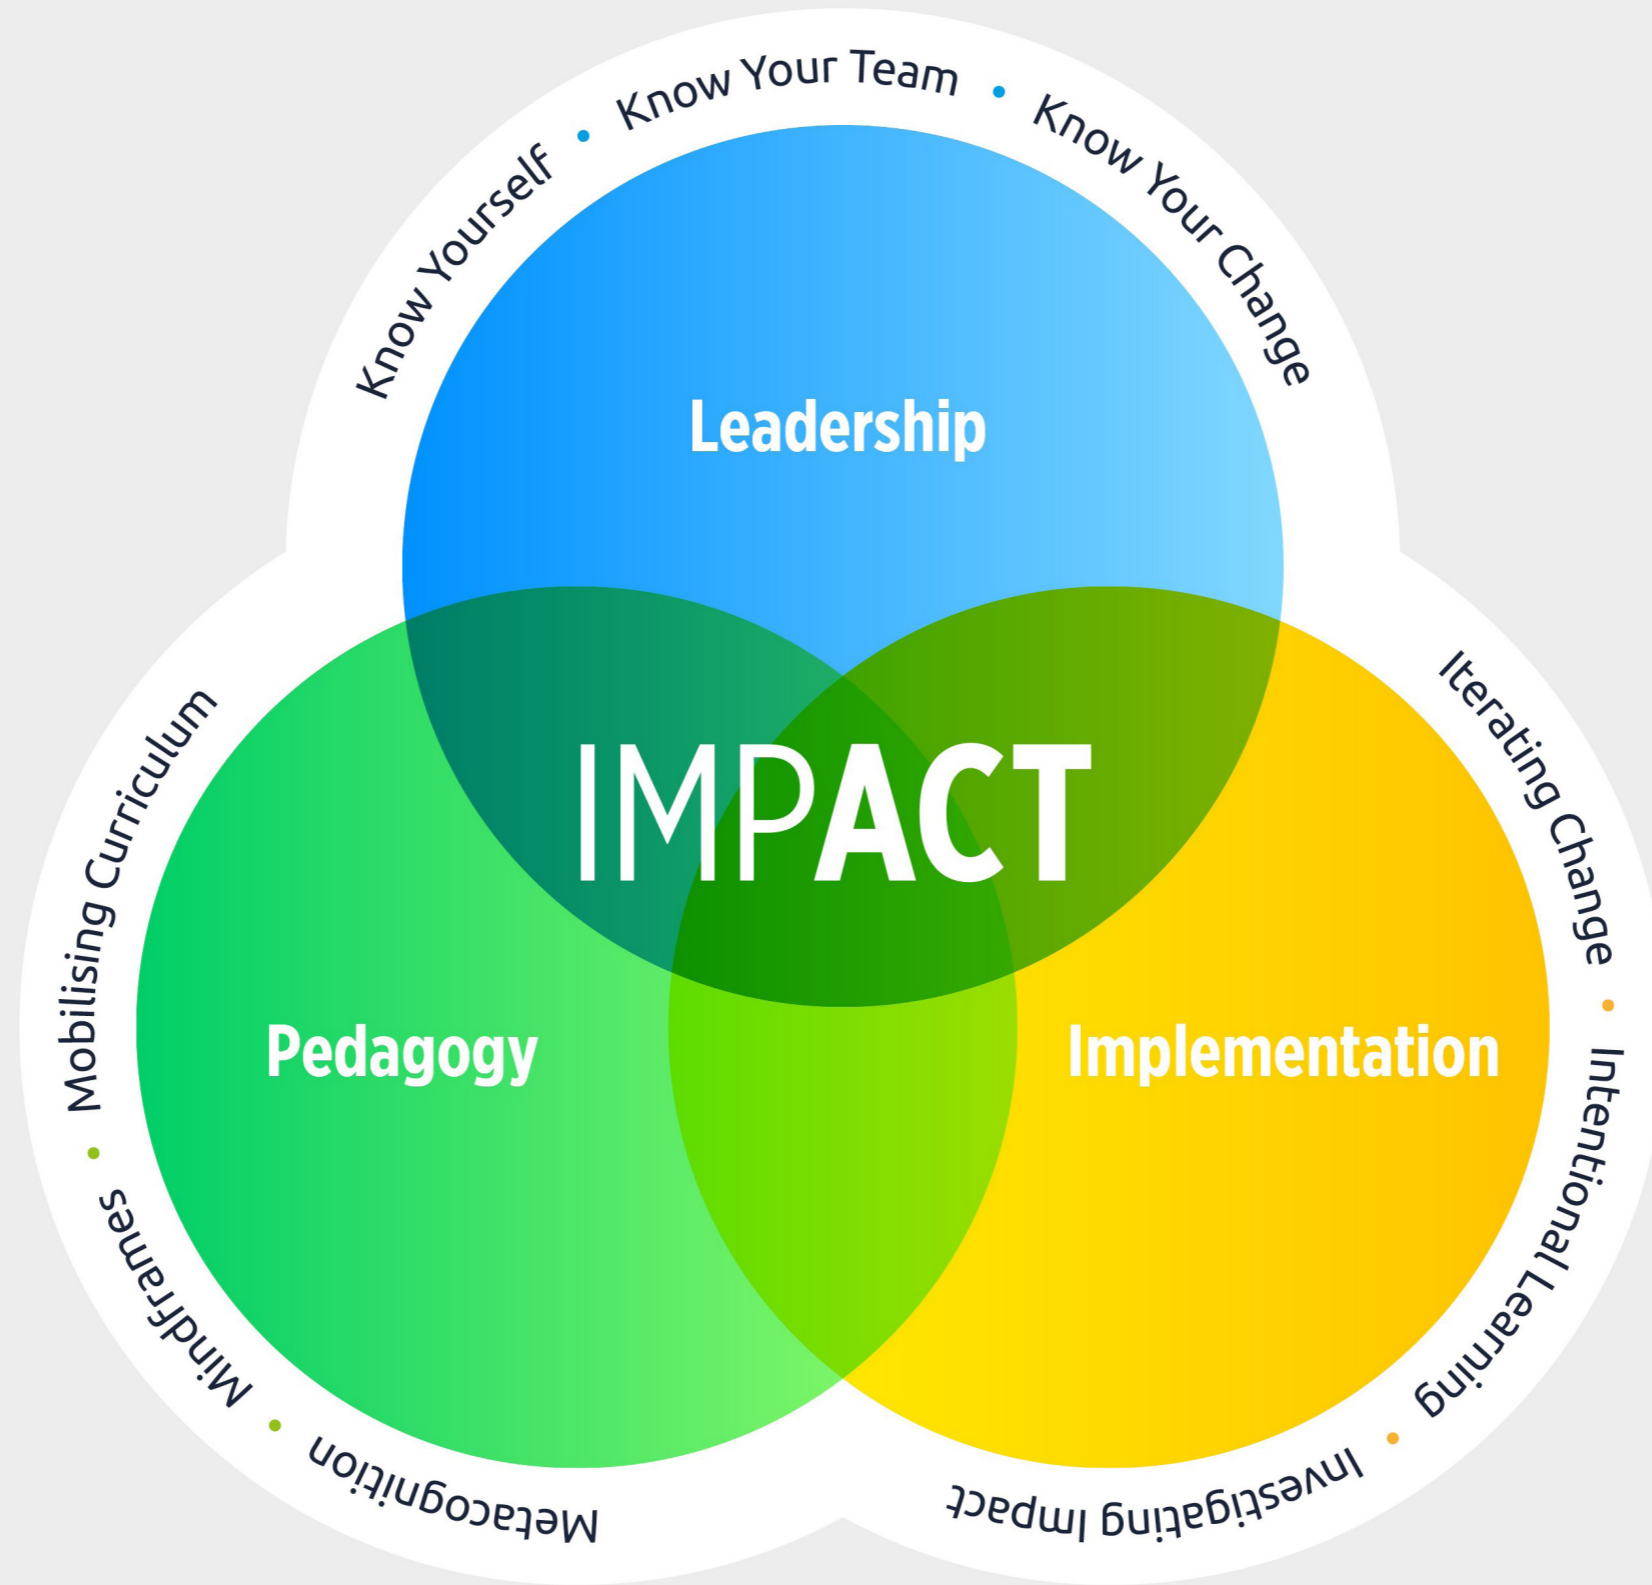 Know Yourself • Know Your Team • Know Your Change
Leadership
IMPACT
Pedagogy
Implementation
Iterating Change • Intentional Learning • Investigating Impact
Metacognition • Mindframes • Mobilising Curriculum